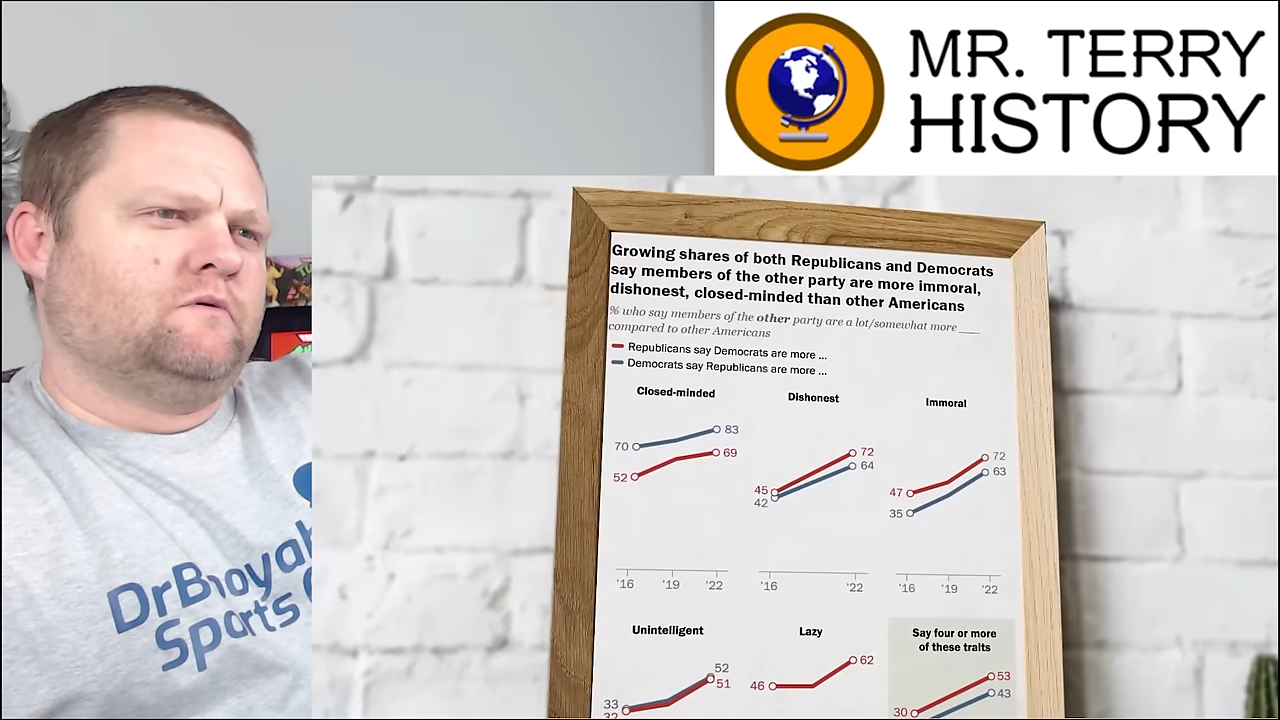 MR. TERRY
HISTORY
DrBooyah
Sports
Growing shares of both Republicans and Democrats
say members of the other party are more immoral,
dishonest, closed-minded than other Americans
% who say members of the other party are a lot/somewhat more ___
compared to other Americans
Republicans say Democrats are more ...
Democrats say Republicans are more ...
Closed-minded
Dishonest
Immoral
70
83
52
69
45
42
72
64
47
35
72
63
'16 '19 '22
'16 '22
'16 '19 '22
Unintelligent
Lazy
Say four or more
of these traits
33
32
52
51
46
62
30
53
43